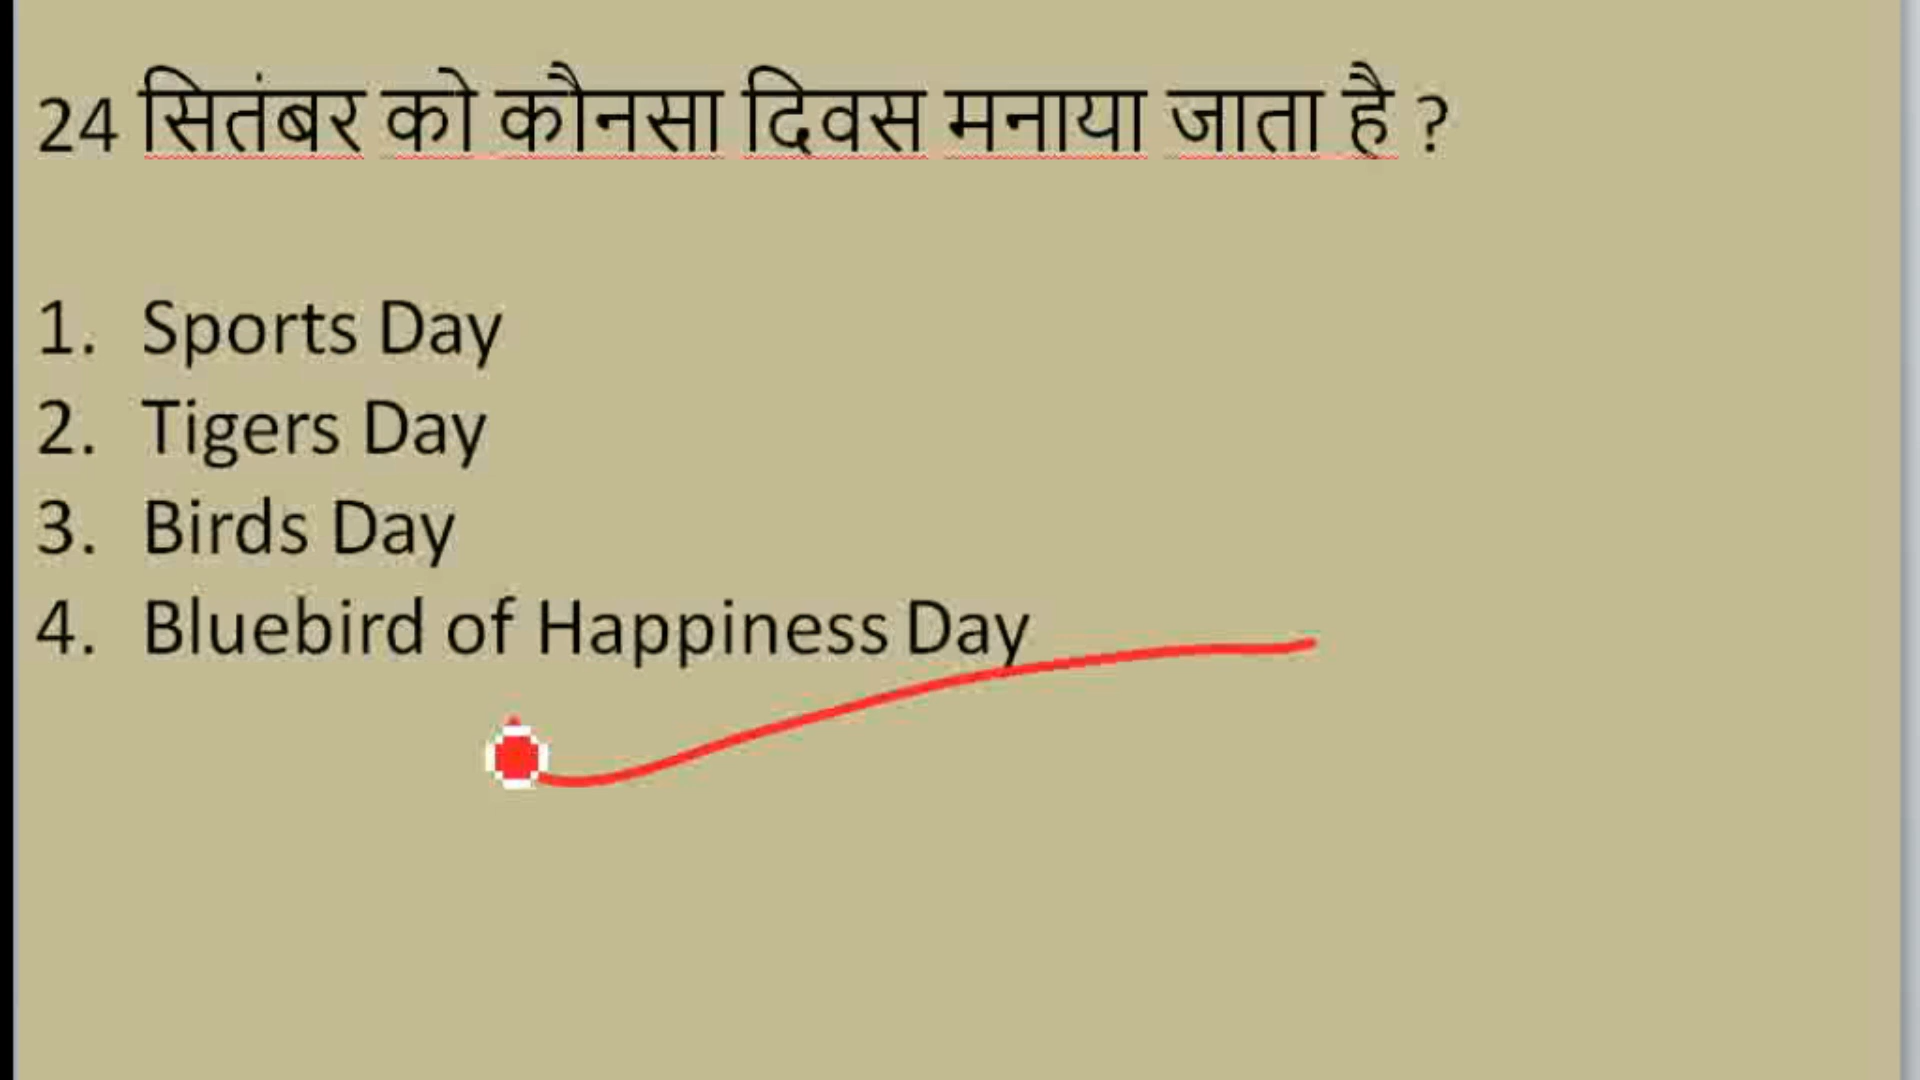 24 सितंबर को कौनसा दिवस मनाया जाता है ?
1. Sports Day
2. Tigers Day
3. Birds Day
4. Bluebird of Happiness Day